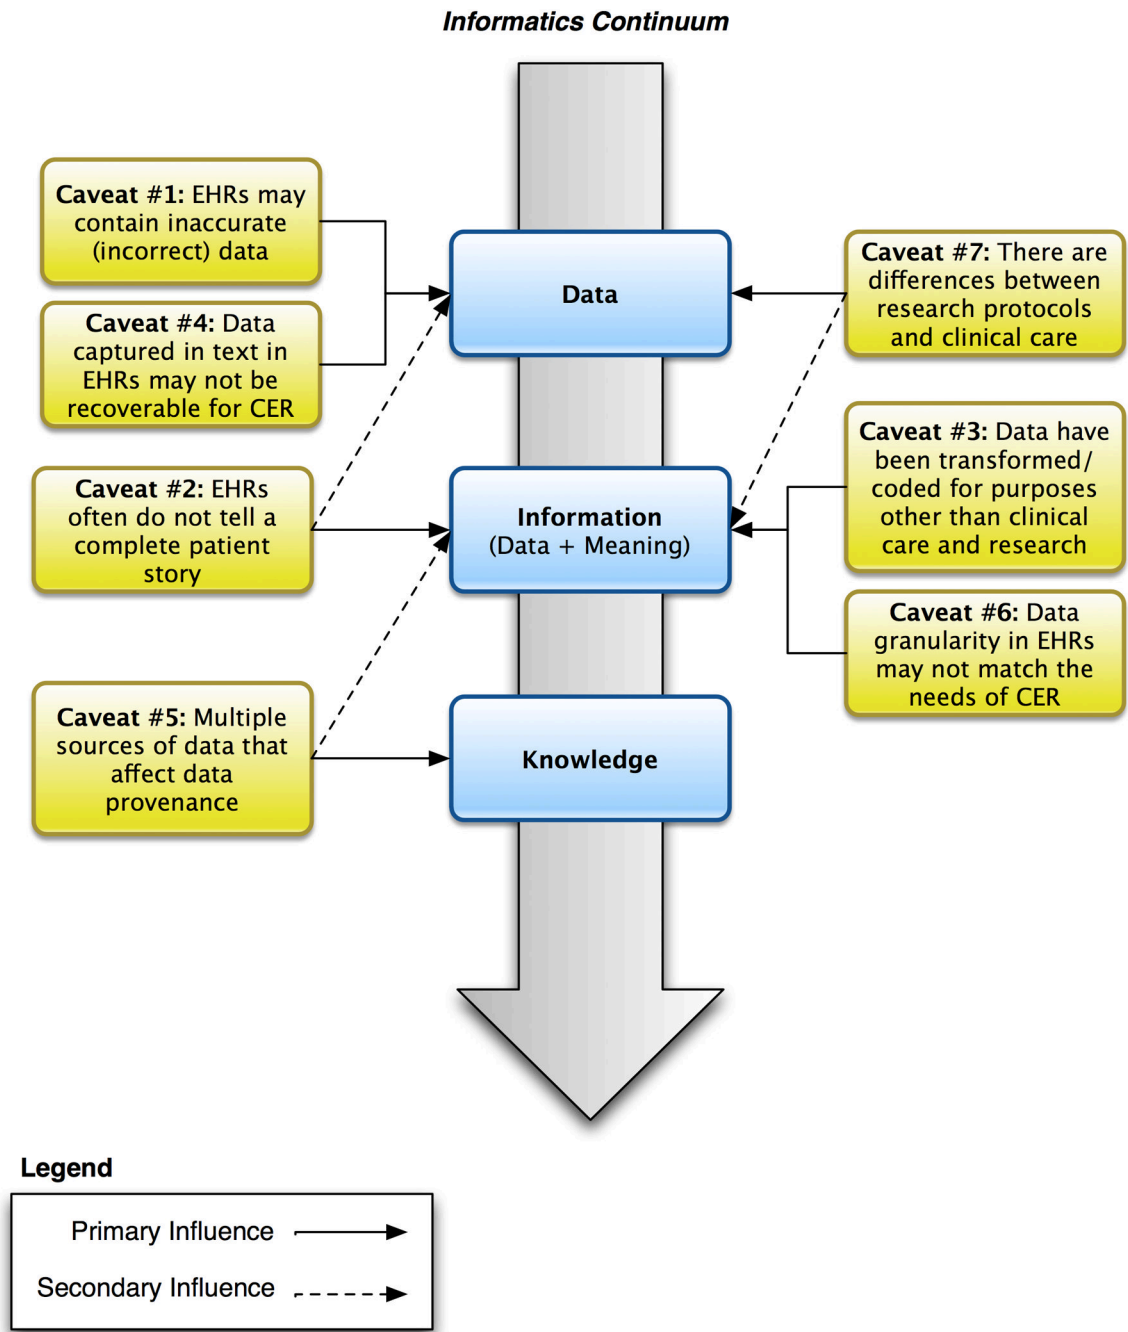 Informatics Continuum
Caveat #1: EHRs may
contain inaccurate
(incorrect) data
Caveat #4: Data
captured in text in
EHRs may not be
recoverable for CER
Caveat #2: EHRs
often do not tell a
complete patient
story
Caveat #5: Multiple
sources of data that
affect data
provenance
Data
Information
(Data + Meaning)
Knowledge
Caveat #7: There are
differences between
research protocols
and clinical care
Caveat #3: Data have
been transformed/
coded for purposes
other than clinical
care and research
Caveat #6: Data
granularity in EHRs
may not match the
needs of CER
Legend
Primary Influence
Secondary Influence